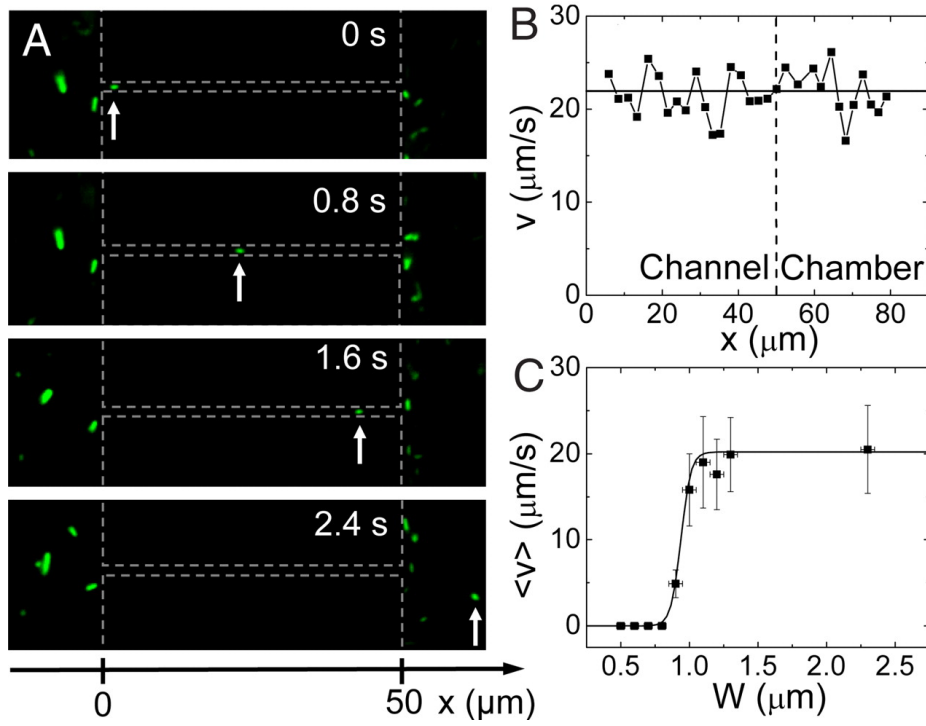 A
0 s
0.8 s
1.6 s
2.4 s
0
50
x (μm)
B
30
20
10
0
v (μm/s)
Channel
Chamber
0
20
40
60
80
x (μm)
C
30
20
10
0
<v> (μm/s)
0.5
1.0
1.5
2.0
2.5
W (μm)